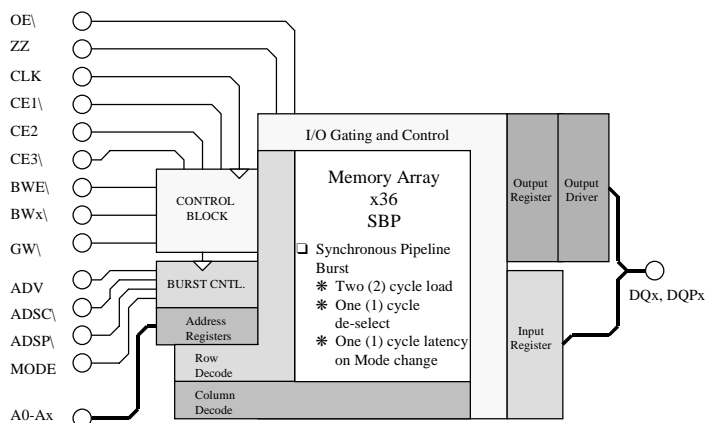 OE\
ZZ
CLK
CE1\
CE2
CE3\
BWE\
BWx\
GW\
ADV
ADSC\
ADSP\
MODE
A0-Ax
CONTROL
BLOCK
BURST CNTL.
Address
Registers
Row
Decode
Column
Decode
I/O Gating and Control
Memory Array
x36
SBP
❑ Synchronous Pipeline
Burst
✻ Two (2) cycle load
✻ One (1) cycle
de-select
✻ One (1) cycle latency
on Mode change
Output
Register
Output
Driver
Input
Register
DQx, DQPx